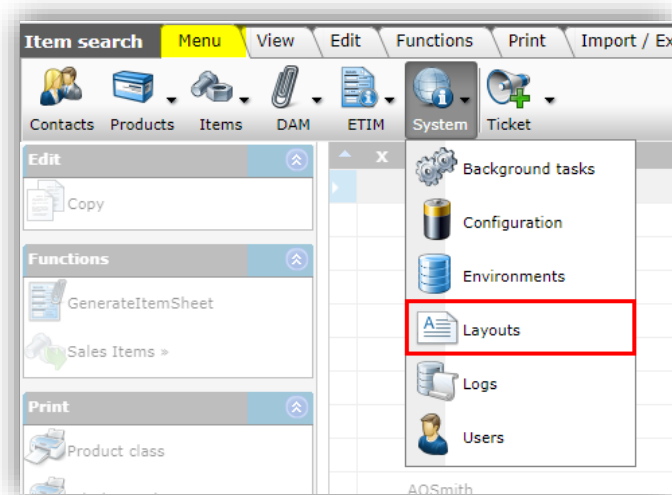 Item search Menu View Edit Functions Print Import / Ex
Contacts Products Items DAM ETIM System Ticket
Edit
x
Copy
Functions
GenerateItemSheet
Sales Items »
Print
Product class
Background tasks
Configuration
Environments
Layouts
Logs
Users
AOSmith